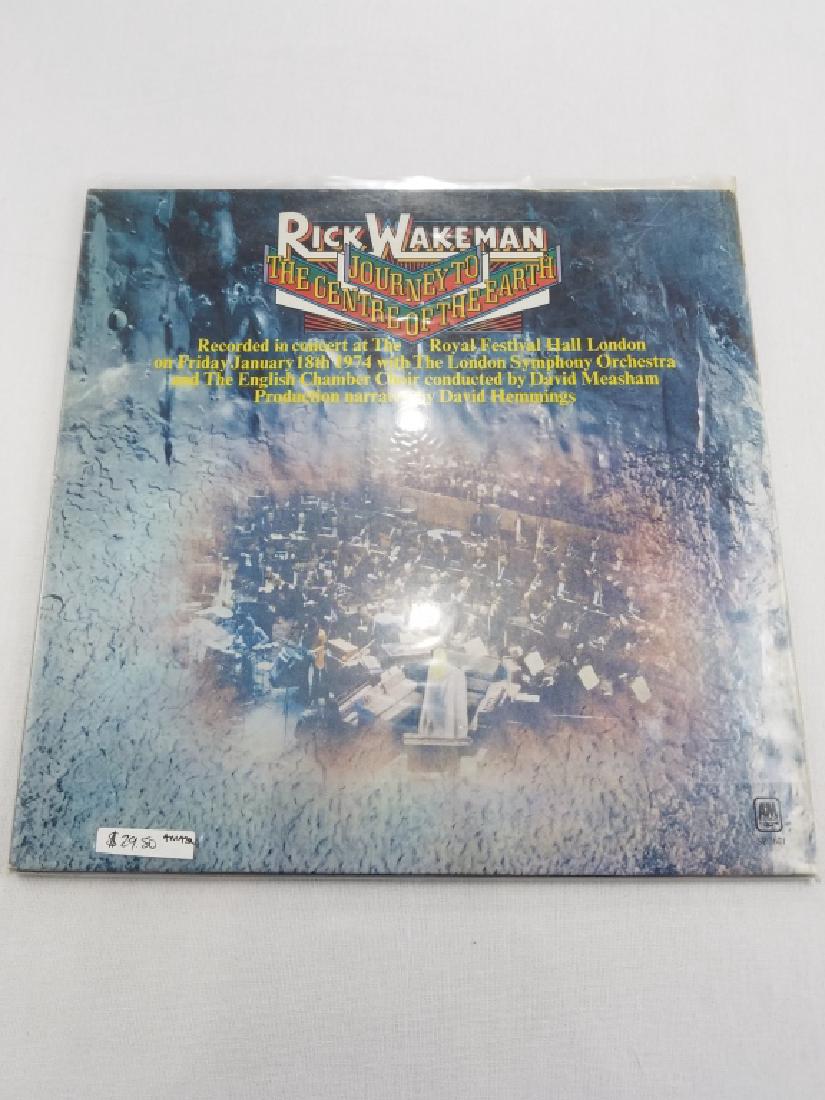 RICK WAKEMAN
JOURNEY TO
THE CENTRE OF THE EARTH
Recorded in concert at The Royal Festival Hall London
on Friday January 18th 1974 with The London Symphony Orchestra
and The English Chamber Choir conducted by David Measham
Production narrated by David Hemmings
A&M
$29.50